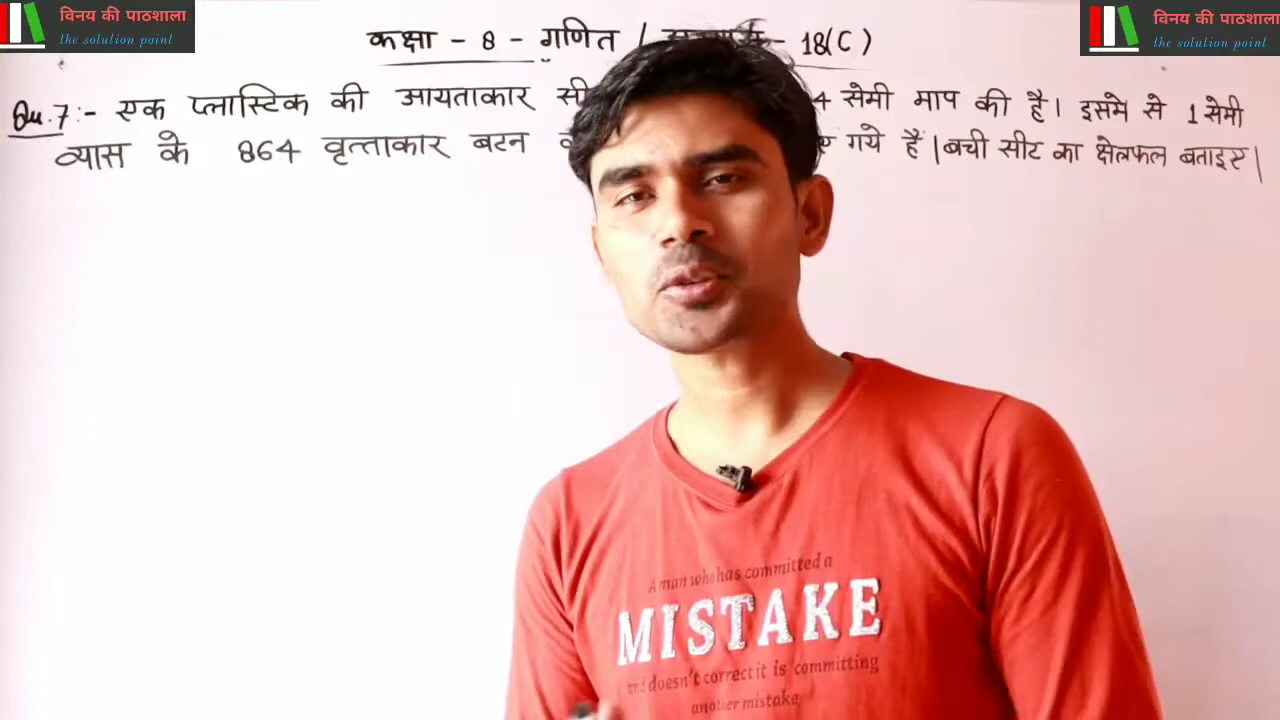 विनय की पाठशाला
the solution point
विनय की पाठशाला
the solution point
कक्षा - 8 - गणित / - 18(C)
Qu.7:- एक प्लास्टिक की आयताकार 4 सेमी माप की है। इसमे से 1 सेमी
व्यास के 864 वृत्ताकार बटन गये हैं। बची सीट का क्षेत्रफल बताइए।
A man who has committed a
MISTAKE
and doesn't correct it is committing
another mistake